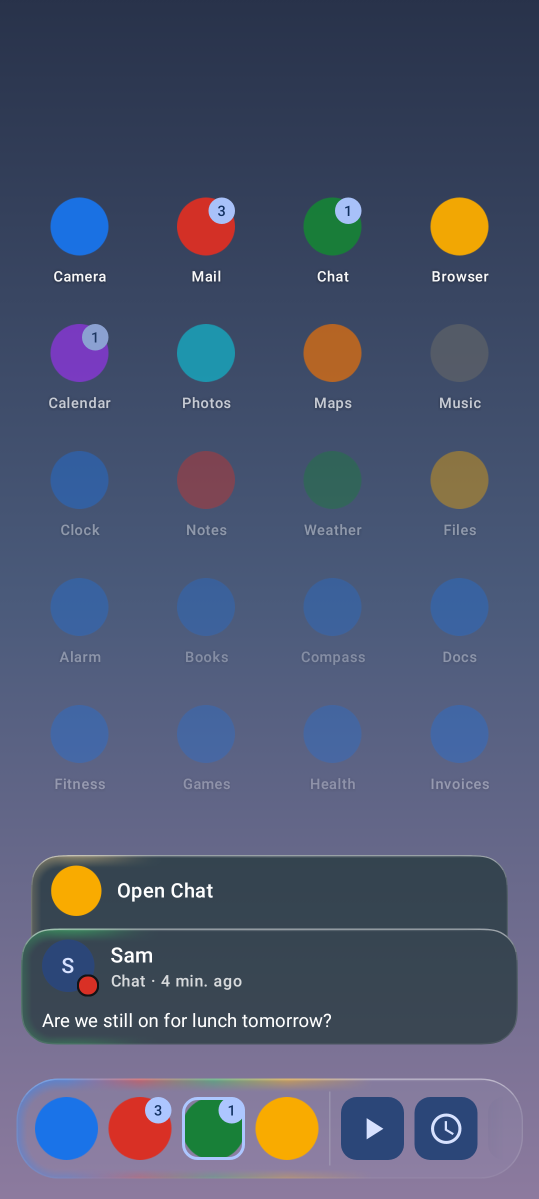 3
1
Camera Mail Chat Browser
1
Calendar Photos Maps Music
Clock Notes Weather Files
Alarm Books Compass Docs
Fitness Games Health Invoices
Open Chat
S
Sam
Chat · 4 min. ago
Are we still on for lunch tomorrow?
3
1